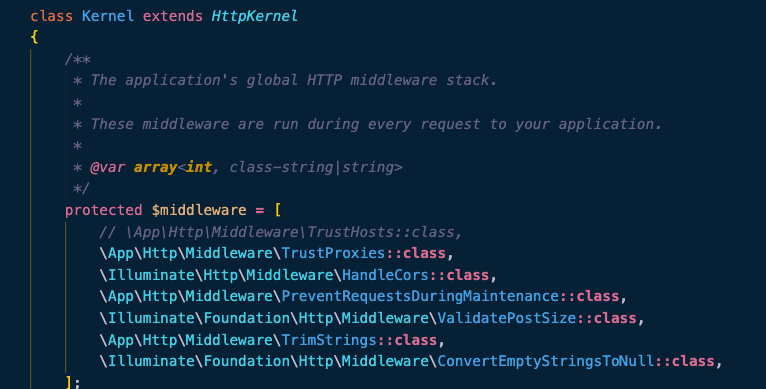 class Kernel extends HttpKernel
{
/**
* The application's global HTTP middleware stack.
*
* These middleware are run during every request to your application.
*
* @var array<int, class-string|string>
*/
protected $middleware = [
// \App\Http\Middleware\TrustHosts::class,
\App\Http\Middleware\TrustProxies::class,
\Illuminate\Http\Middleware\HandleCors::class,
\App\Http\Middleware\PreventRequestsDuringMaintenance::class,
\Illuminate\Foundation\Http\Middleware\ValidatePostSize::class,
\App\Http\Middleware\TrimStrings::class,
\Illuminate\Foundation\Http\Middleware\ConvertEmptyStringsToNull::class,
];